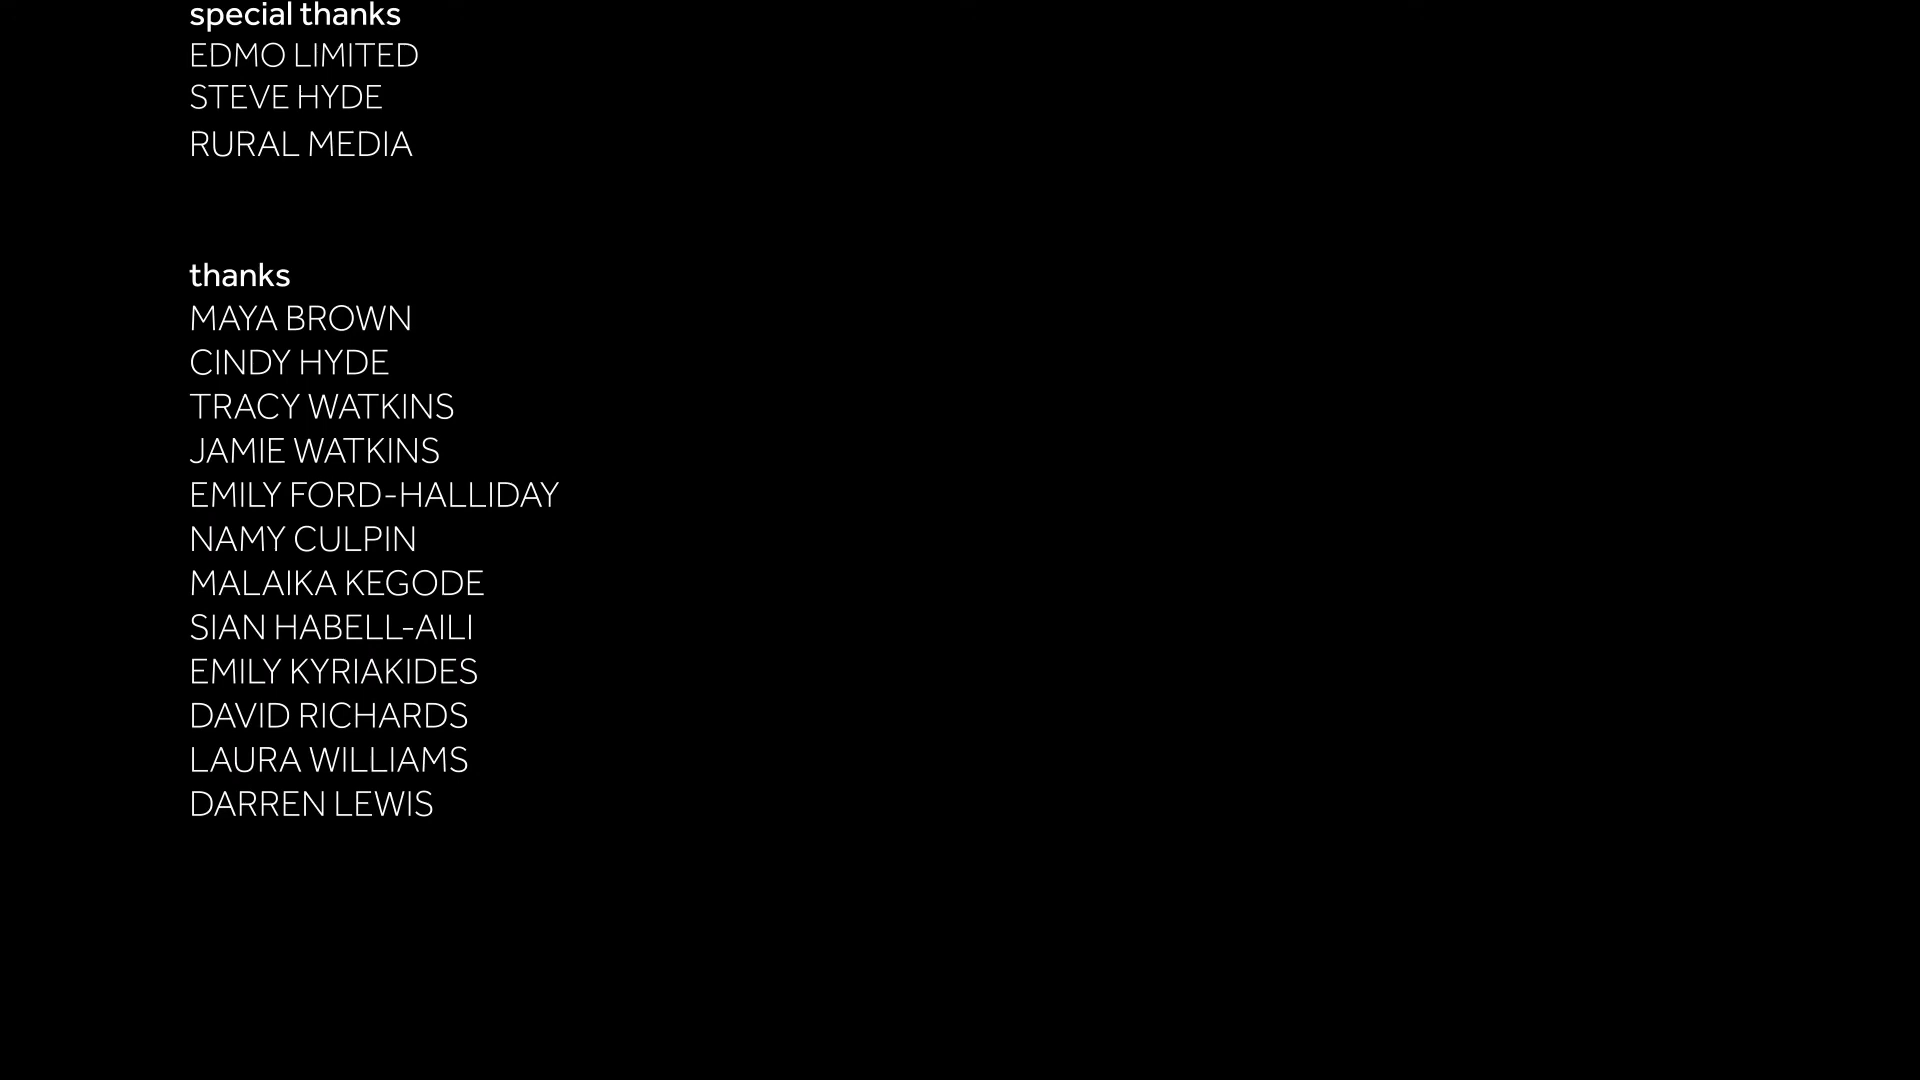 special thanks
EDMO LIMITED
STEVE HYDE
RURAL MEDIA
thanks
MAYA BROWN
CINDY HYDE
TRACY WATKINS
JAMIE WATKINS
EMILY FORD-HALLIDAY
NAMY CULPIN
MALAIKA KEGODE
SIAN HABELL-AILI
EMILY KYRIAKIDES
DAVID RICHARDS
LAURA WILLIAMS
DARREN LEWIS